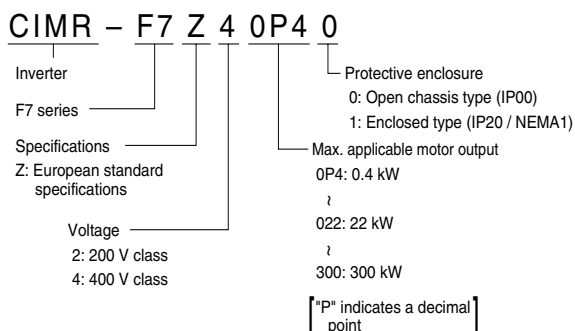 CIMR – F7 Z 4 0P4 0
Inverter
F7 series
Specifications
Z: European standard
specifications
Voltage
2: 200 V class
4: 400 V class
Protective enclosure
0: Open chassis type (IP00)
1: Enclosed type (IP20 / NEMA1)
Max. applicable motor output
0P4: 0.4 kW
~
022: 22 kW
~
300: 300 kW
["P" indicates a decimal
point]